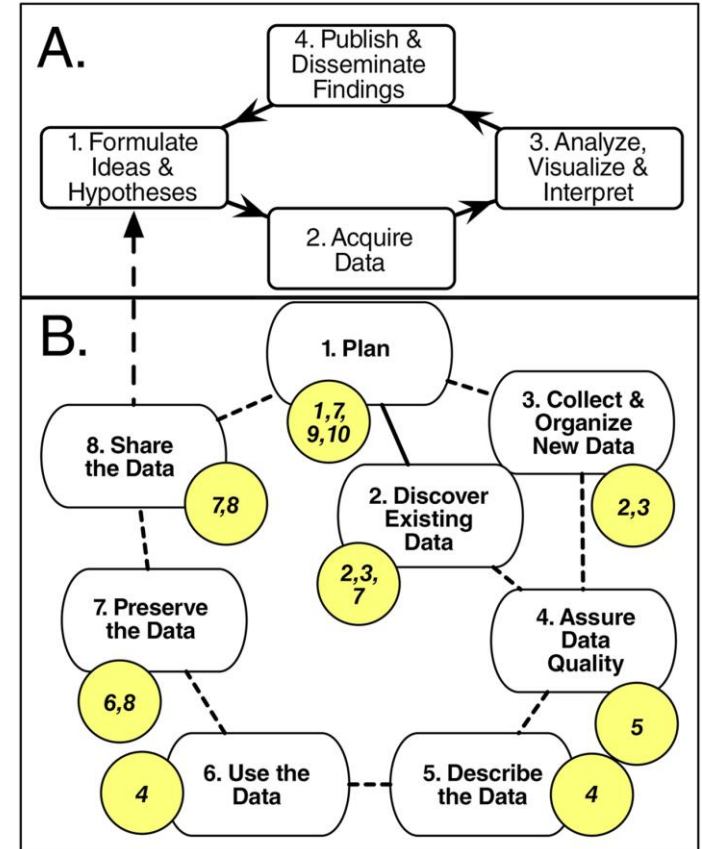 A.
4. Publish &
Disseminate
Findings
1. Formulate
Ideas &
Hypotheses
3. Analyze,
Visualize &
Interpret
2. Acquire
Data
B.
1. Plan
1,7,
9,10
3. Collect &
Organize
New Data
2,3
8. Share
the Data
7,8
2. Discover
Existing
Data
2,3,
7
4. Assure
Data
Quality
5
7. Preserve
the Data
6,8
6. Use the
Data
4
5. Describe
the Data
4